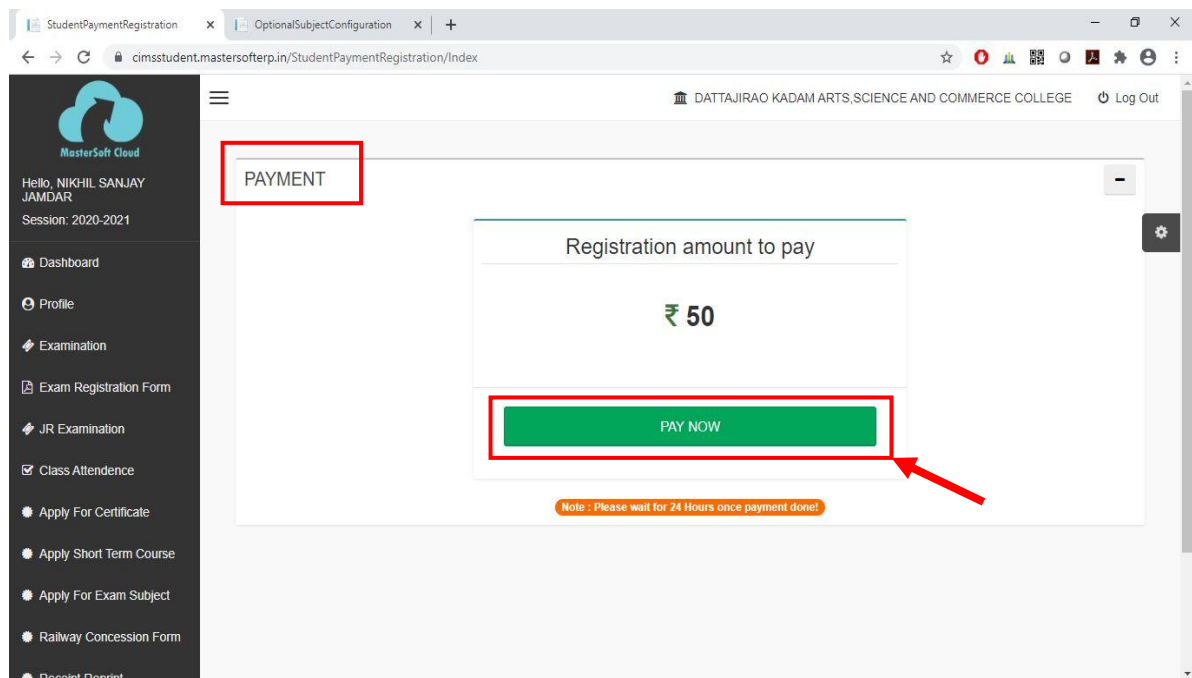 StudentPaymentRegistration
OptionalSubjectConfiguration
cimsstudent.mastersofterp.in/StudentPaymentRegistration/Index
MasterSoft Cloud
Hello, NIKHIL SANJAY
JAMDAR
Session: 2020-2021
Dashboard
Profile
Examination
Exam Registration Form
JR Examination
Class Attendence
Apply For Certificate
Apply Short Term Course
Apply For Exam Subject
Railway Concession Form
Receipt Reprint
DATTAJIRAO KADAM ARTS,SCIENCE AND COMMERCE COLLEGE
Log Out
PAYMENT
Registration amount to pay
₹ 50
PAY NOW
Note : Please wait for 24 Hours once payment done!